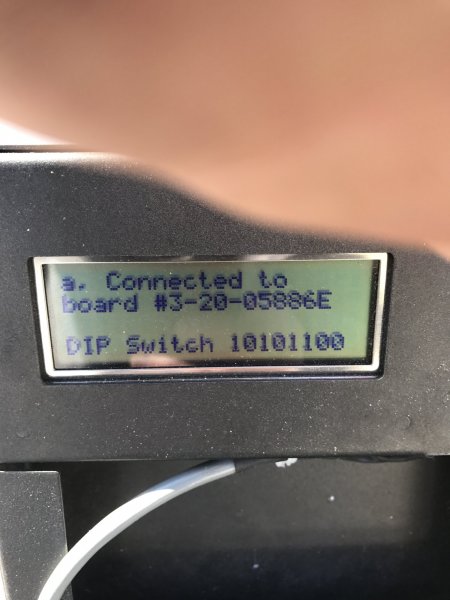 a. Connected to
board #3-20-05886E
DIP Switch 10101100